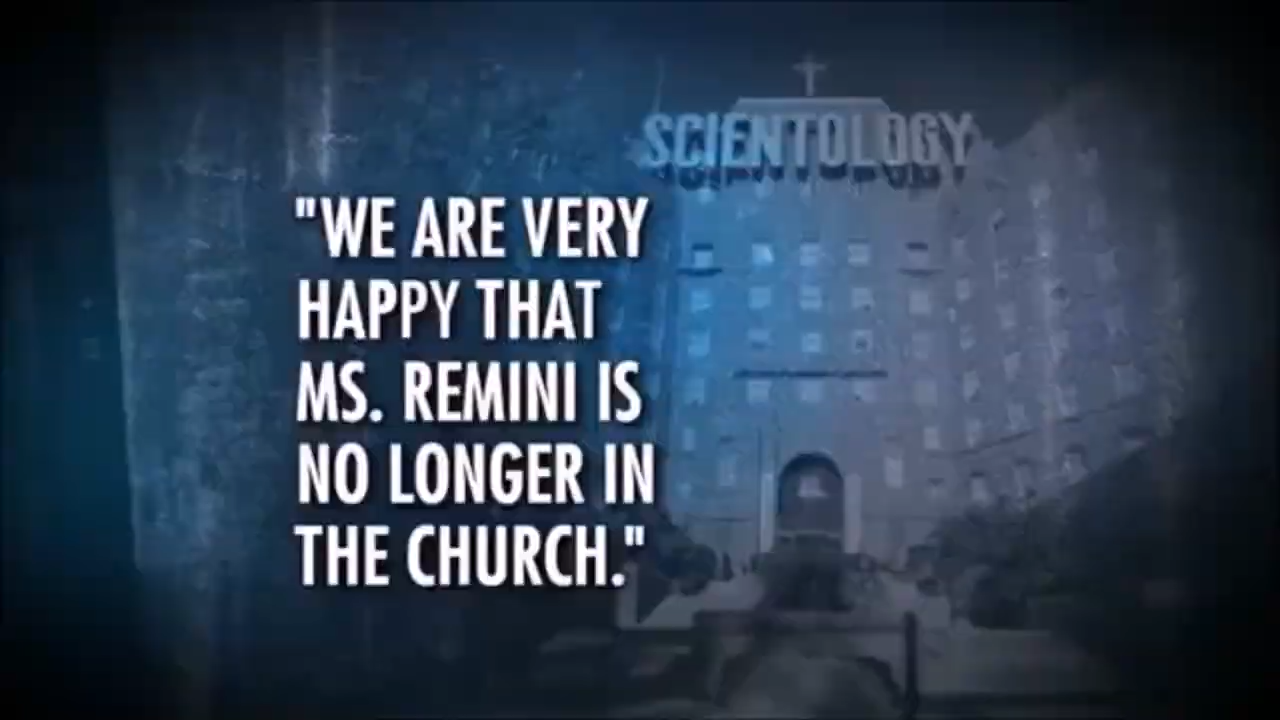 SCIENTOLOGY
"WE ARE VERY
HAPPY THAT
MS. REMINI IS
NO LONGER IN
THE CHURCH."